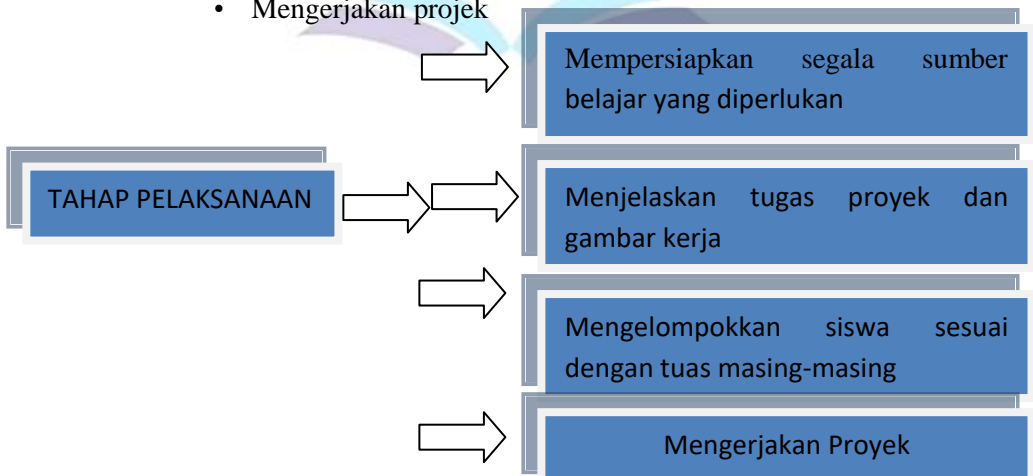 • Mengerjakan projek
Mempersiapkan segala sumber
belajar yang diperlukan
TAHAP PELAKSANAAN
Menjelaskan tugas proyek dan
gambar kerja
Mengelompokkan siswa sesuai
dengan tuas masing-masing
Mengerjakan Proyek